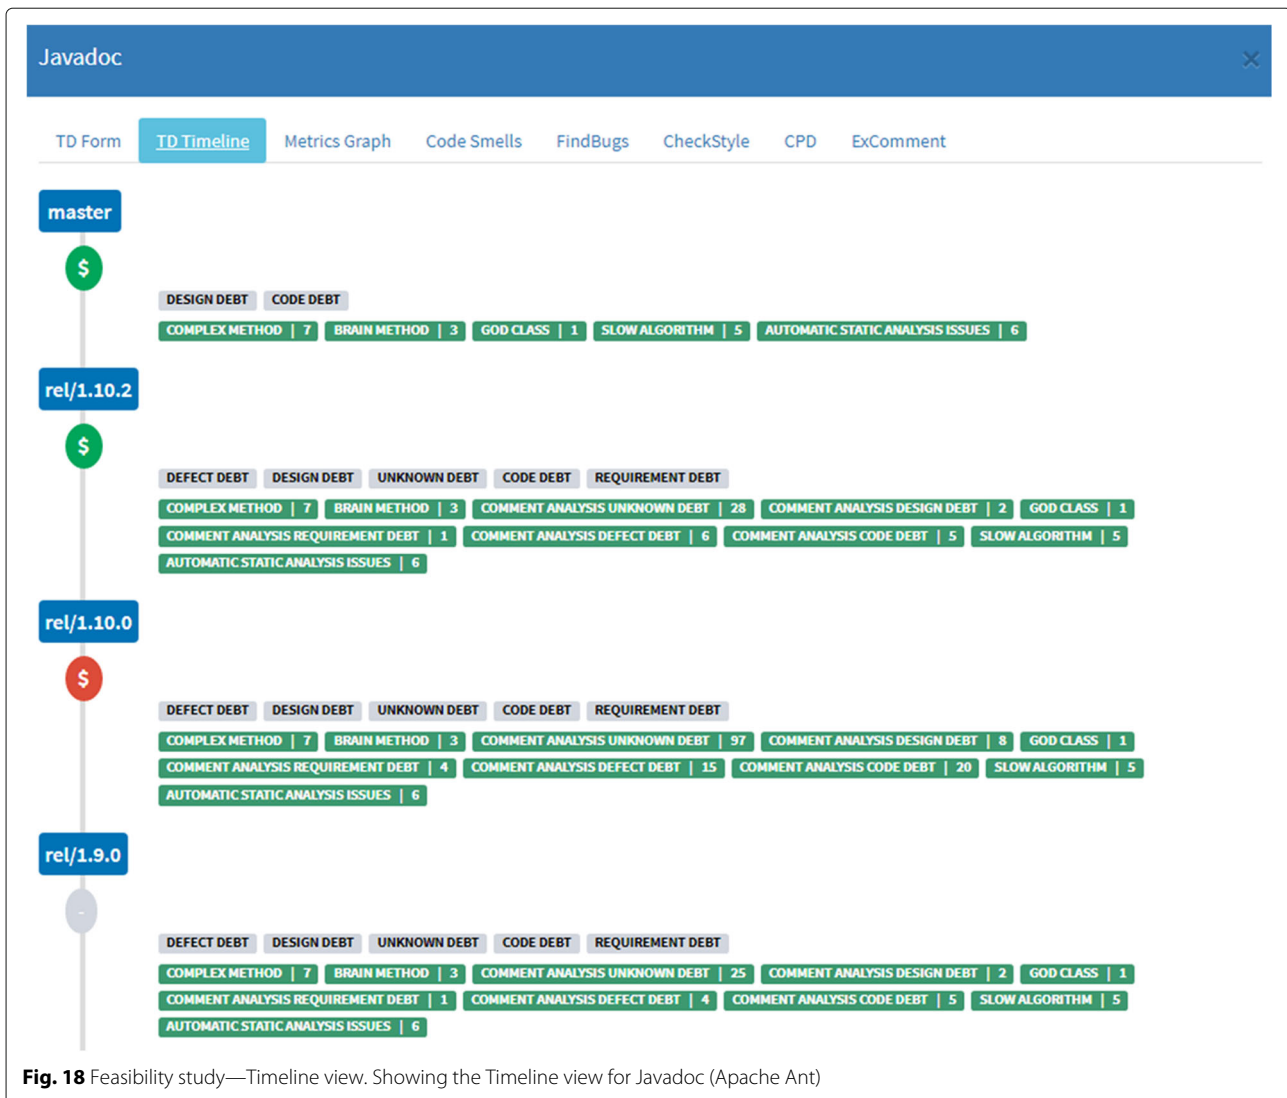 Javadoc ×
TD Form TD Timeline Metrics Graph Code Smells FindBugs CheckStyle CPD ExComment
master
$
DESIGN DEBT CODE DEBT
COMPLEX METHOD | 7 BRAIN METHOD | 3 GOD CLASS | 1 SLOW ALGORITHM | 5 AUTOMATIC STATIC ANALYSIS ISSUES | 6
rel/1.10.2
$
DEFECT DEBT DESIGN DEBT UNKNOWN DEBT CODE DEBT REQUIREMENT DEBT
COMPLEX METHOD | 7 BRAIN METHOD | 3 COMMENT ANALYSIS UNKNOWN DEBT | 28 COMMENT ANALYSIS DESIGN DEBT | 2 GOD CLASS | 1
COMMENT ANALYSIS REQUIREMENT DEBT | 1 COMMENT ANALYSIS DEFECT DEBT | 6 COMMENT ANALYSIS CODE DEBT | 5 SLOW ALGORITHM | 5
AUTOMATIC STATIC ANALYSIS ISSUES | 6
rel/1.10.0
$
DEFECT DEBT DESIGN DEBT UNKNOWN DEBT CODE DEBT REQUIREMENT DEBT
COMPLEX METHOD | 7 BRAIN METHOD | 3 COMMENT ANALYSIS UNKNOWN DEBT | 97 COMMENT ANALYSIS DESIGN DEBT | 8 GOD CLASS | 1
COMMENT ANALYSIS REQUIREMENT DEBT | 4 COMMENT ANALYSIS DEFECT DEBT | 15 COMMENT ANALYSIS CODE DEBT | 20 SLOW ALGORITHM | 5
AUTOMATIC STATIC ANALYSIS ISSUES | 6
rel/1.9.0
-
DEFECT DEBT DESIGN DEBT UNKNOWN DEBT CODE DEBT REQUIREMENT DEBT
COMPLEX METHOD | 7 BRAIN METHOD | 3 COMMENT ANALYSIS UNKNOWN DEBT | 25 COMMENT ANALYSIS DESIGN DEBT | 2 GOD CLASS | 1
COMMENT ANALYSIS REQUIREMENT DEBT | 1 COMMENT ANALYSIS DEFECT DEBT | 4 COMMENT ANALYSIS CODE DEBT | 5 SLOW ALGORITHM | 5
AUTOMATIC STATIC ANALYSIS ISSUES | 6
Fig. 18 Feasibility study—Timeline view. Showing the Timeline view for Javadoc (Apache Ant)